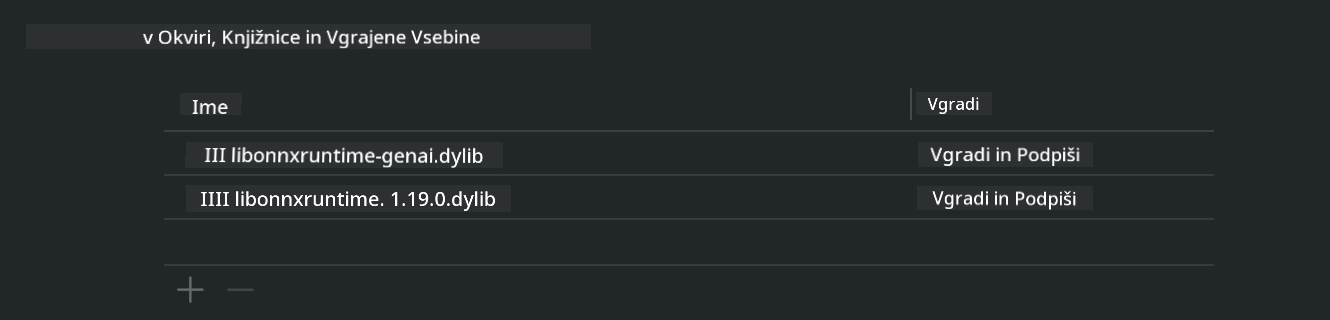 v Okviri, Knjižnice in Vgrajene Vsebine
Ime Vgradi
III libonnxruntime-genai.dylib Vgradi in Podpiši
IIII libonnxruntime. 1.19.0.dylib Vgradi in Podpiši